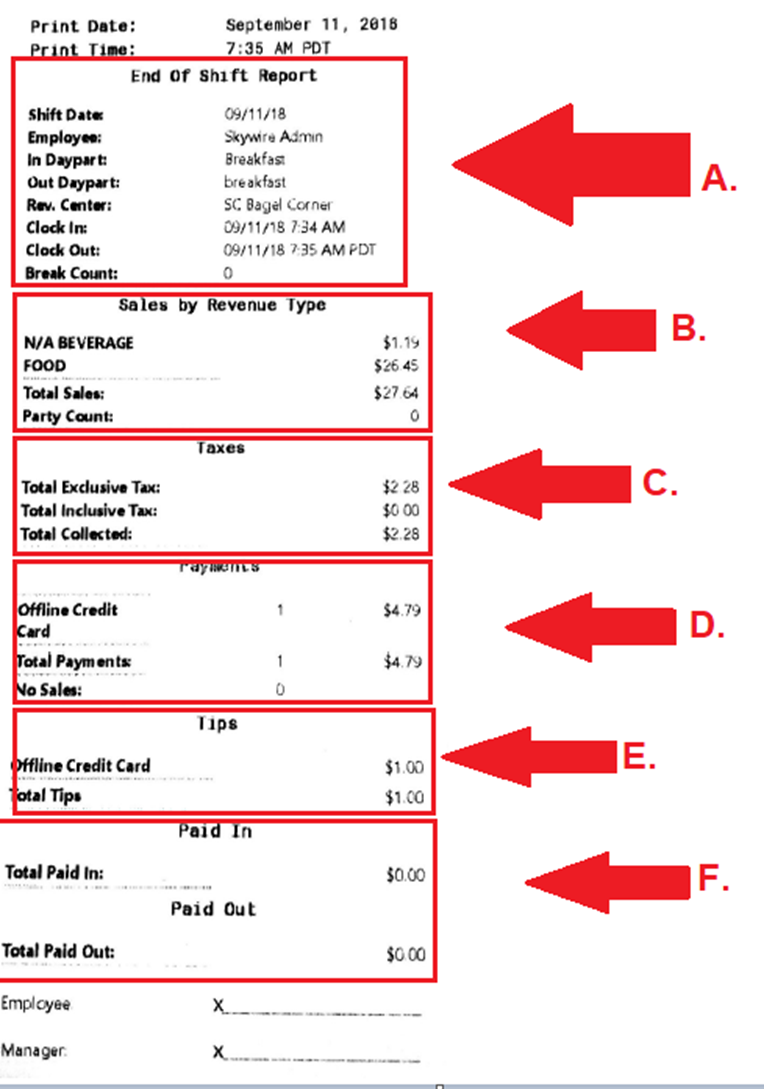 Print Date: September 11, 2018
Print Time: 7:35 AM PDT
End Of Shift Report
Shift Date: 09/11/18
Employee: Skywire Admin
In Daypart: Breakfast
Out Daypart: breakfast
Rev. Center: SC Bagel Corner
Clock In: 09/11/18 7:34 AM
Clock Out: 09/11/18 7:35 AM PDT
Break Count: 0
A.
Sales by Revenue Type
N/A BEVERAGE $1.19
FOOD $26.45
Total Sales: $27.64
Party Count: 0
B.
Taxes
Total Exclusive Tax: $2.28
Total Inclusive Tax: $0.00
Total Collected: $2.28
C.
Payments
Offline Credit 1 $4.79
Card
Total Payments: 1 $4.79
No Sales: 0
D.
Tips
Offline Credit Card $1.00
Total Tips $1.00
E.
Paid In
Total Paid In: $0.00
Paid Out
Total Paid Out: $0.00
F.
Employee: X
Manager: X